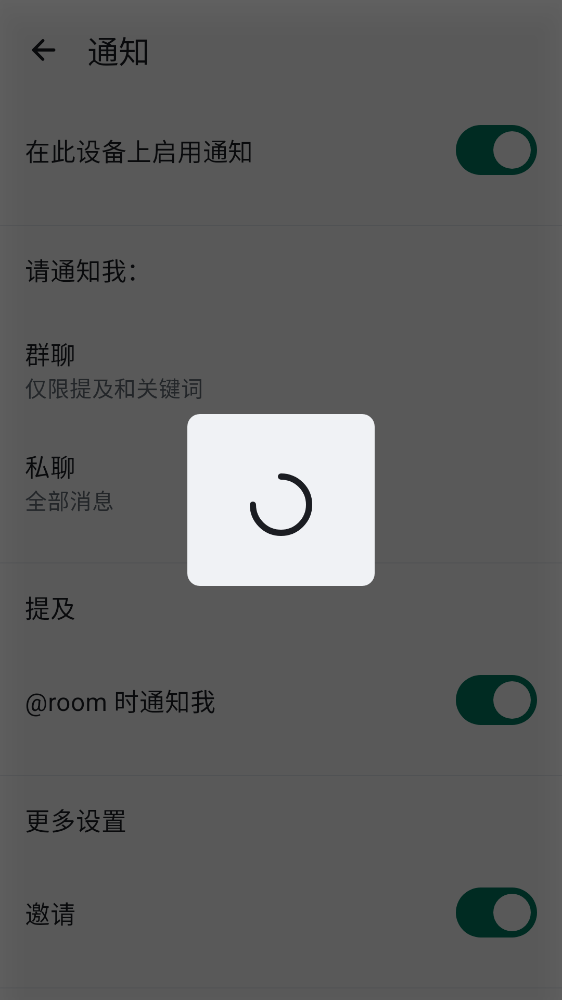 通知
在此设备上启用通知
请通知我：
群聊
仅限提及和关键词
私聊
全部消息
提及
@room 时通知我
更多设置
邀请